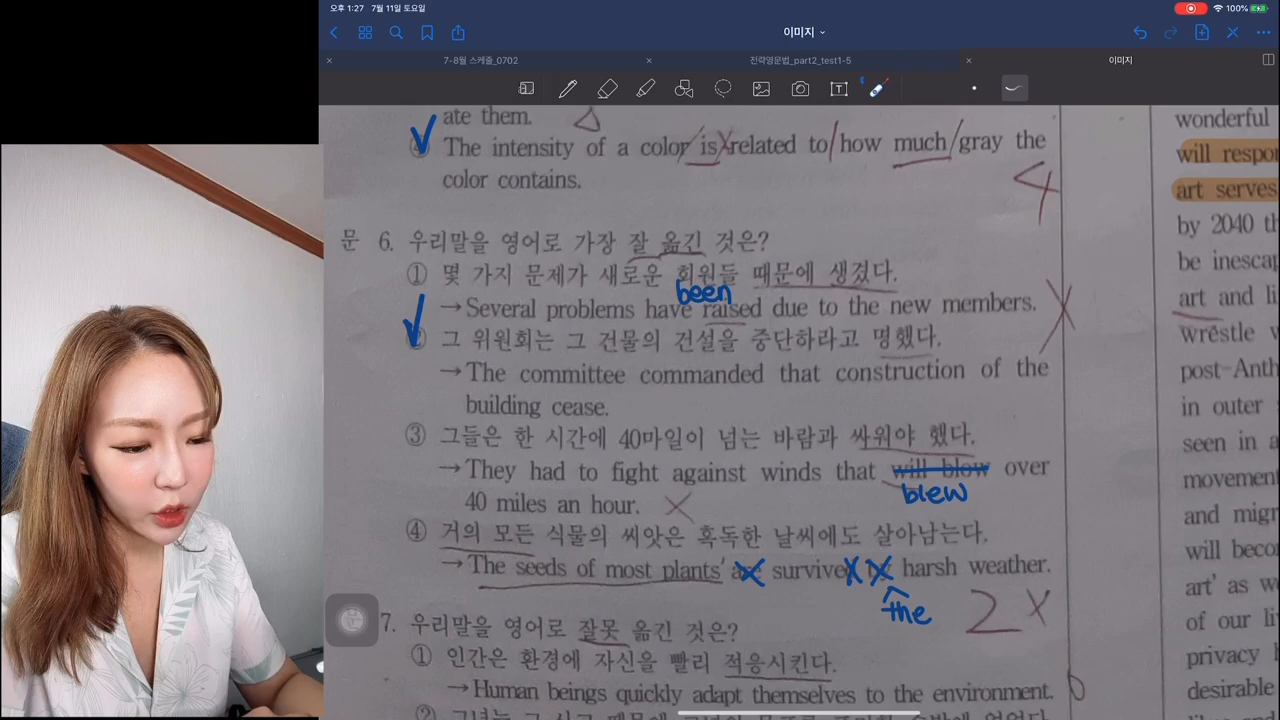 오후 1:27 7월 11일 토요일
100%
이미지
7-8월 스케줄_0702
전략영문법_part2_test1-5
이미지
ate them.
The intensity of a color is related to how much gray the
color contains.
4
문 6. 우리말을 영어로 가장 잘 옮긴 것은?
① 몇 가지 문제가 새로운 회원들 때문에 생겼다.
been
→ Several problems have raised due to the new members.
② 그 위원회는 그 건물의 건설을 중단하라고 명했다.
→ The committee commanded that construction of the
building cease.
③ 그들은 한 시간에 40마일이 넘는 바람과 싸워야 했다.
→ They had to fight against winds that will blow over
blew
40 miles an hour.
④ 거의 모든 식물의 씨앗은 혹독한 날씨에도 살아남는다.
→ The seeds of most plants are survive harsh weather.
the
2
7. 우리말을 영어로 잘못 옮긴 것은?
① 인간은 환경에 자신을 빨리 적응시킨다.
→ Human beings quickly adapt themselves to the environment.
wonderful
will respo
art serves
by 2040 th
be inesca
art and li
wrestle
post-Anth
in outer
seen in a
movement
and migr
will beco
art' as w
of our li
privacy
desirable